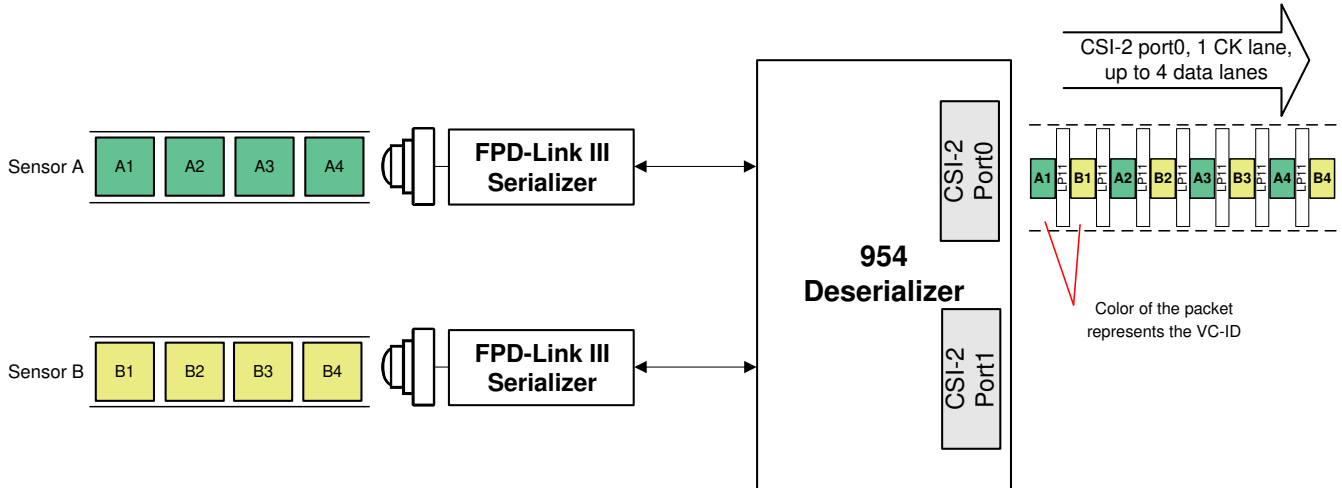 CSI-2 port0, 1 CK lane,
up to 4 data lanes
Sensor A
A1 A2 A3 A4
FPD-Link III
Serializer
CSI-2
Port0
A1 LP11 B1 LP11 A2 LP11 B2 LP11 A3 LP11 B3 LP11 A4 LP11 B4
954
Deserializer
Color of the packet
represents the VC-ID
Sensor B
B1 B2 B3 B4
FPD-Link III
Serializer
CSI-2
Port1